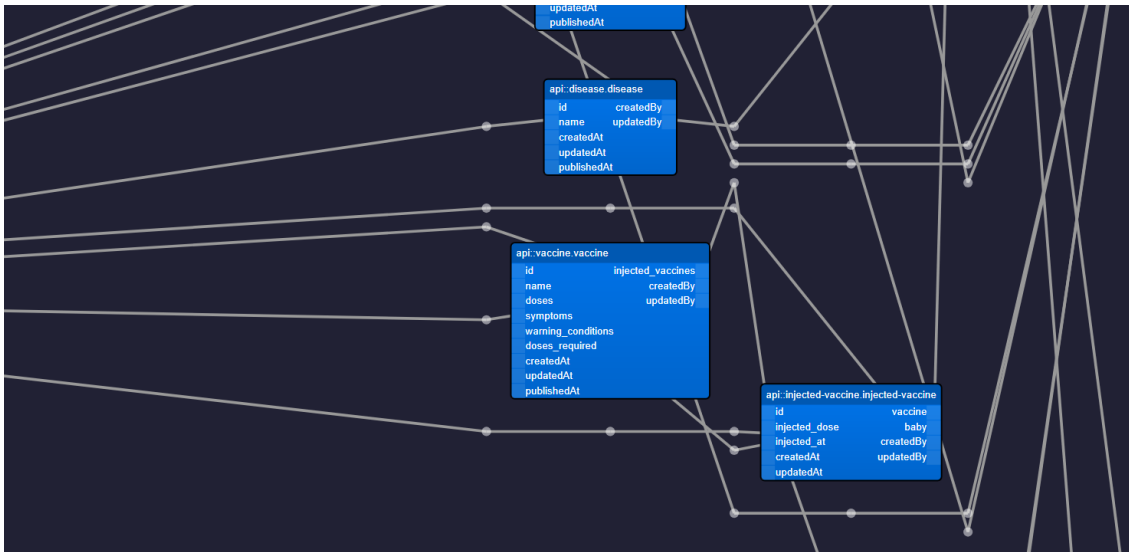 updatedAt
publishedAt
api::disease.disease
id createdBy
name updatedBy
createdAt
updatedAt
publishedAt
api::vaccine.vaccine
id injected_vaccines
name createdBy
doses updatedBy
symptoms
warning_conditions
doses_required
createdAt
updatedAt
publishedAt
api::injected-vaccine.injected-vaccine
id vaccine
injected_dose baby
injected_at createdBy
createdAt updatedBy
updatedAt